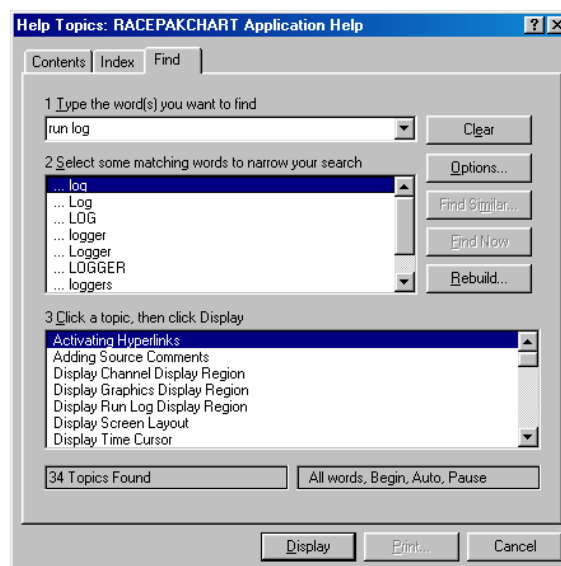 Help Topics: RACEPAKCHART Application Help
Contents Index Find
1 Type the word(s) you want to find
run log
Clear
2 Select some matching words to narrow your search
Options...
... log
... Log
... LOG
... logger
... Logger
... LOGGER
... loggers
Find Similar...
Find Now
Rebuild...
3 Click a topic, then click Display
Activating Hyperlinks
Adding Source Comments
Display Channel Display Region
Display Graphics Display Region
Display Run Log Display Region
Display Screen Layout
Display Time Cursor
34 Topics Found
All words, Begin, Auto, Pause
Display Print... Cancel